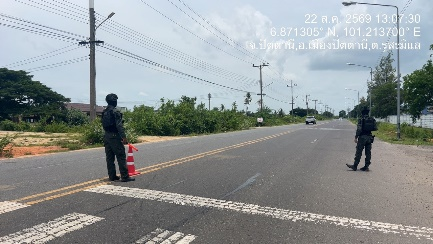 22 ส.ค. 2569 13:07:30
6.871305° N, 101.213700° E
ต.ปัตตานี,อ.เมืองปัตตานี,ต.รูสะมิแล